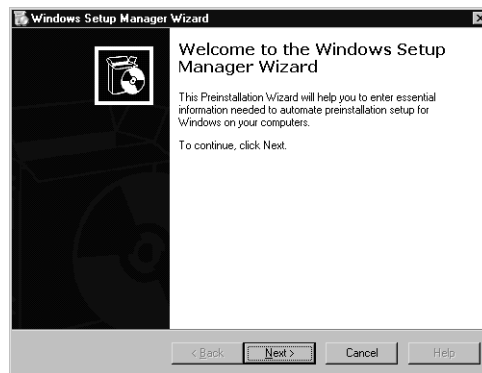 Windows Setup Manager Wizard
Welcome to the Windows Setup
Manager Wizard
This Preinstallation Wizard will help you to enter essential
information needed to automate preinstallation setup for
Windows on your computers.
To continue, click Next.
< Back
Next >
Cancel
Help